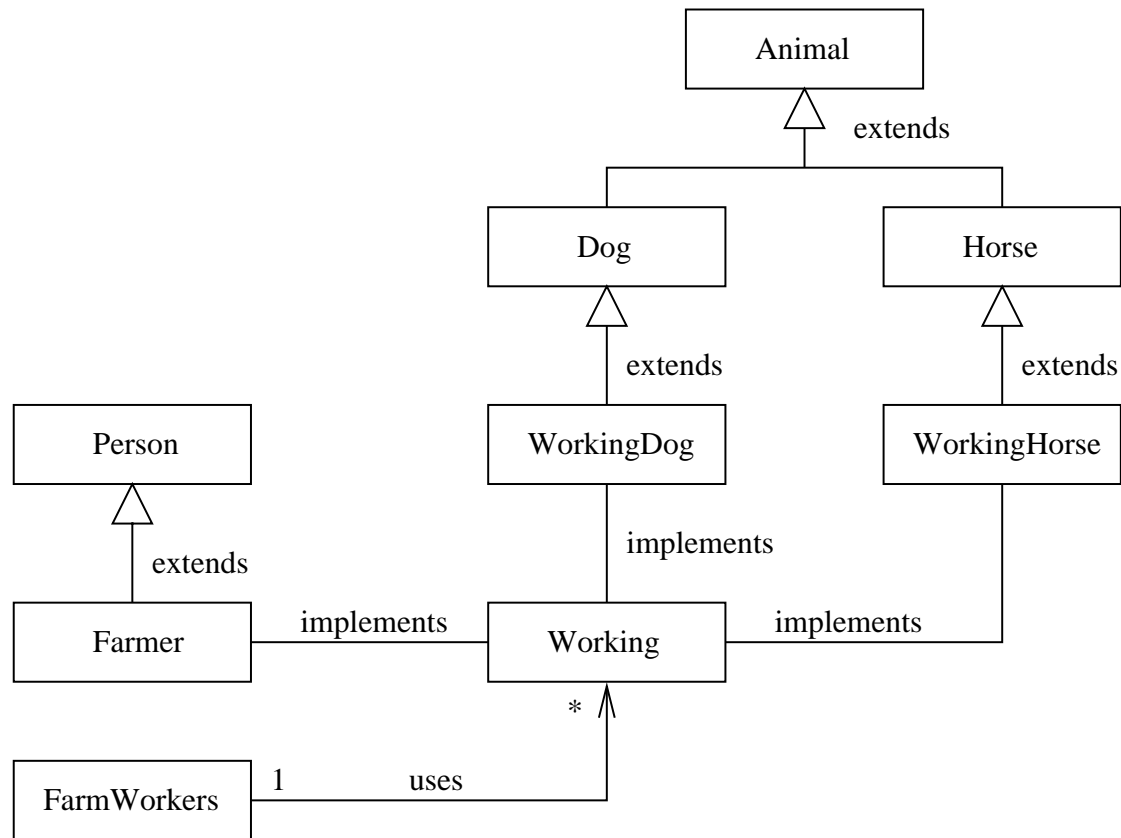 Animal
extends
Dog
Horse
extends
extends
Person
WorkingDog
WorkingHorse
implements
extends
Farmer
implements
Working
implements
*
FarmWorkers
1
uses